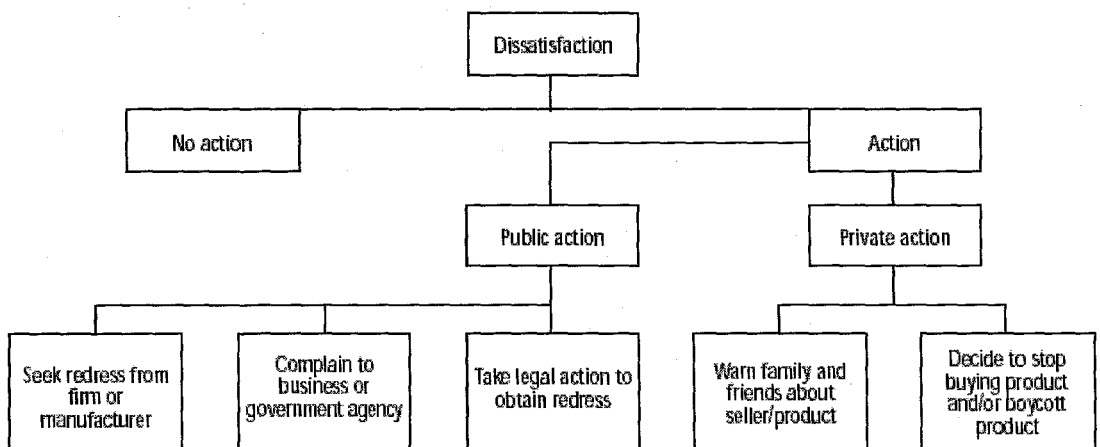 Dissatisfaction
No action
Action
Public action
Private action
Seek redress from
firm or
manufacturer
Complain to
business or
government agency
Take legal action to
obtain redress
Warn family and
friends about
seller/product
Decide to stop
buying product
and/or boycott
product